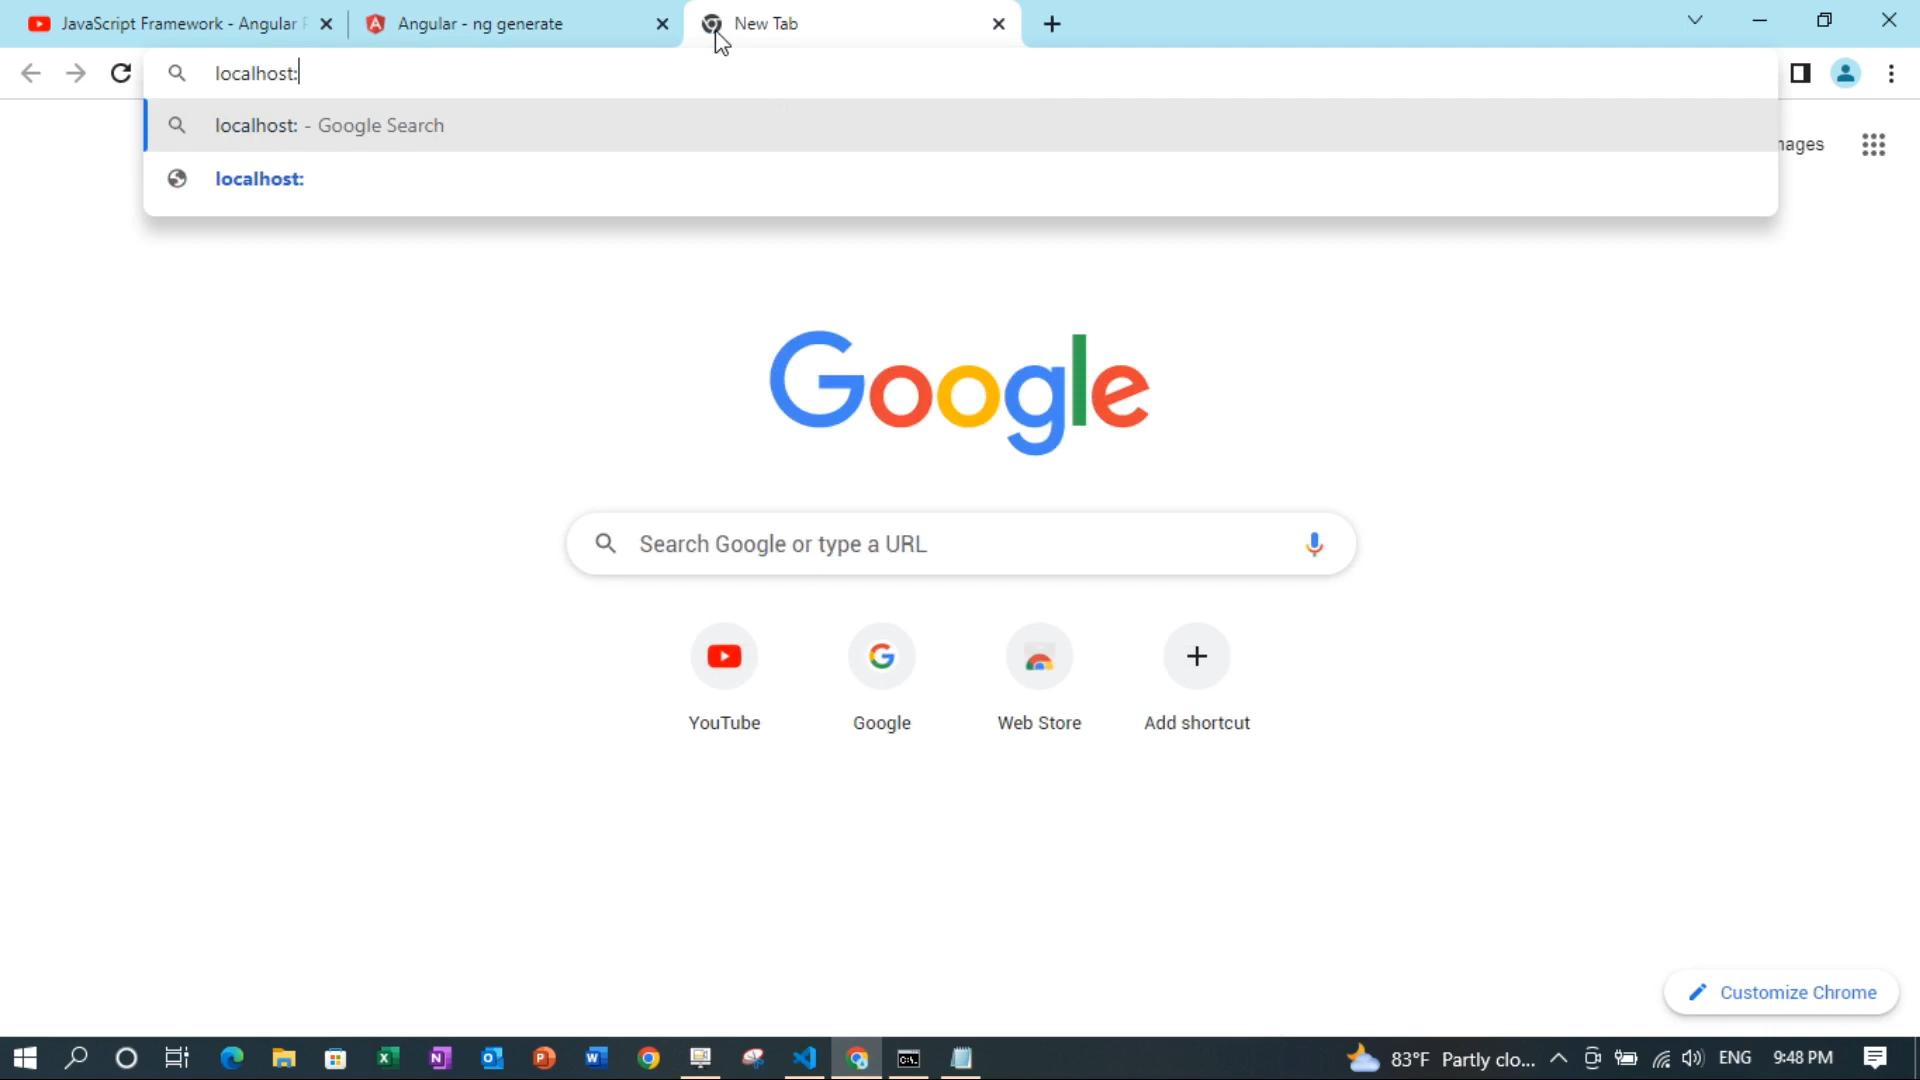 JavaScript Framework - Angular
Angular - ng generate
New Tab
localhost:
localhost: - Google Search
localhost:
Google
Search Google or type a URL
YouTube
Google
Web Store
Add shortcut
Customize Chrome
83°F Partly clo...
ENG
9:48 PM